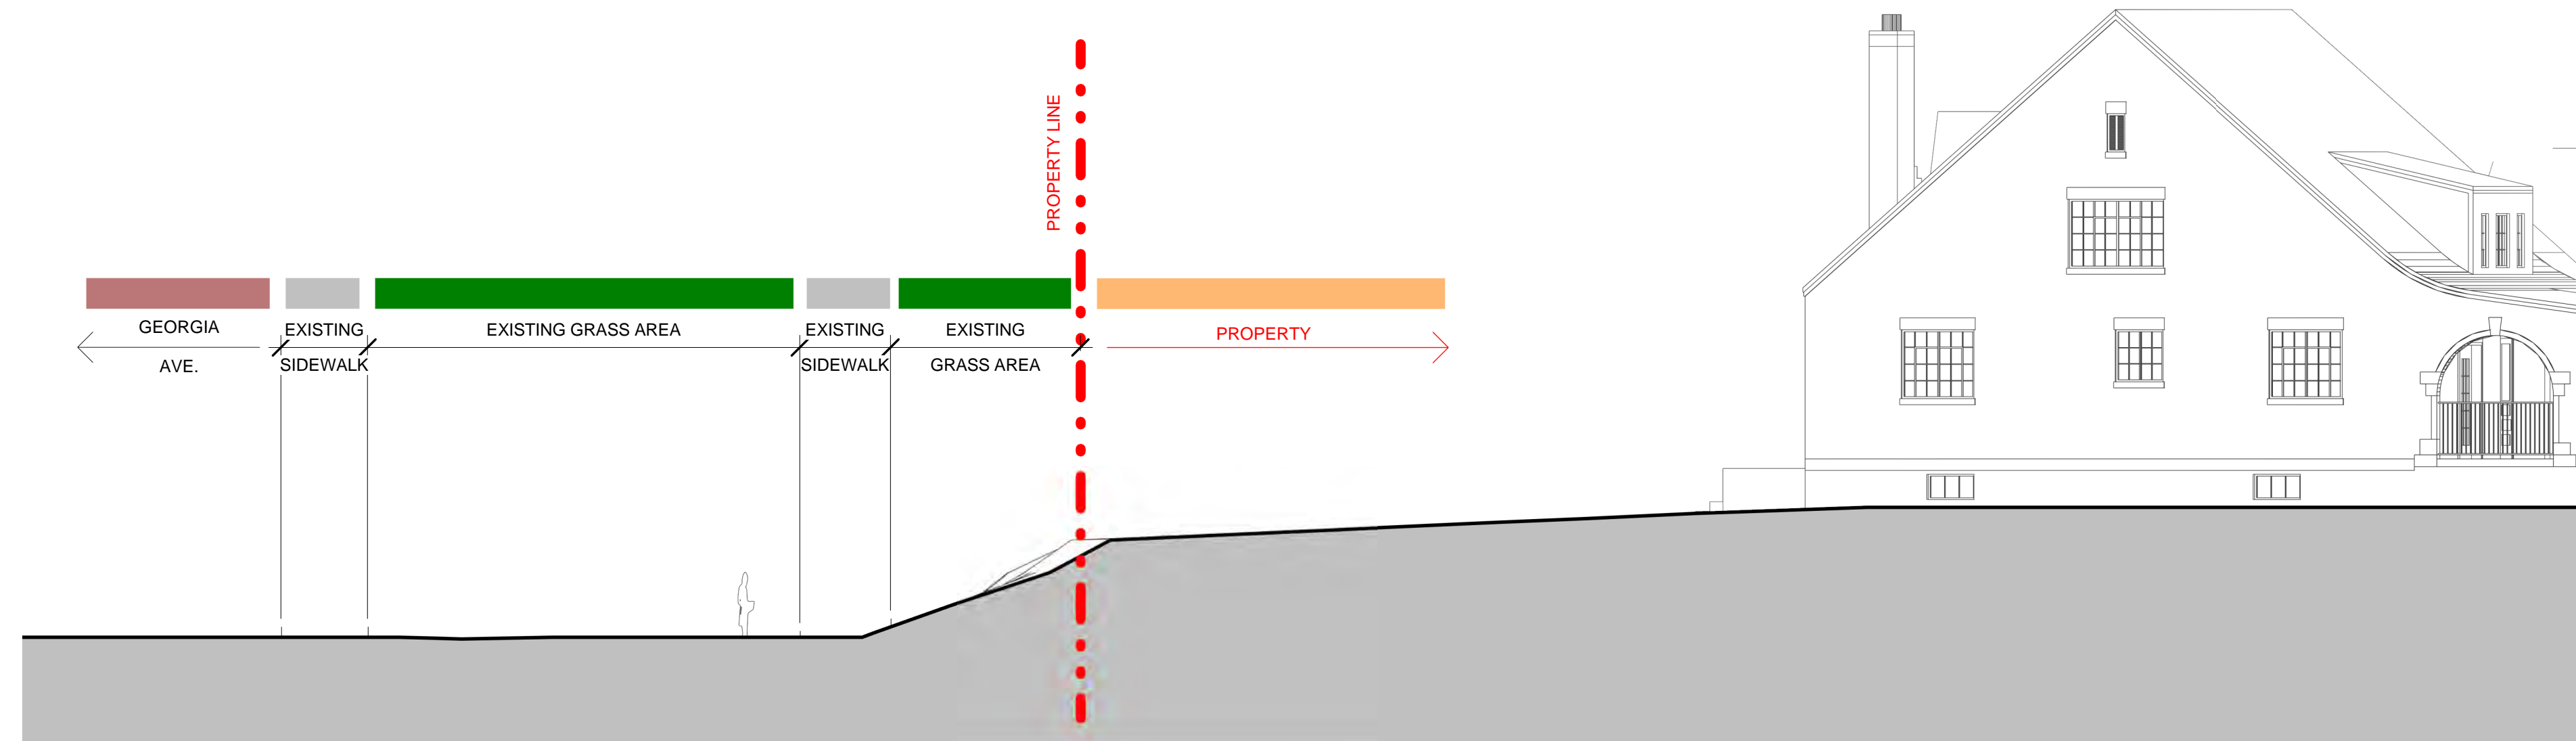 PROPERTY LINE
GEORGIA
AVE.
EXISTING
SIDEWALK
EXISTING GRASS AREA
EXISTING
SIDEWALK
EXISTING
GRASS AREA
PROPERTY